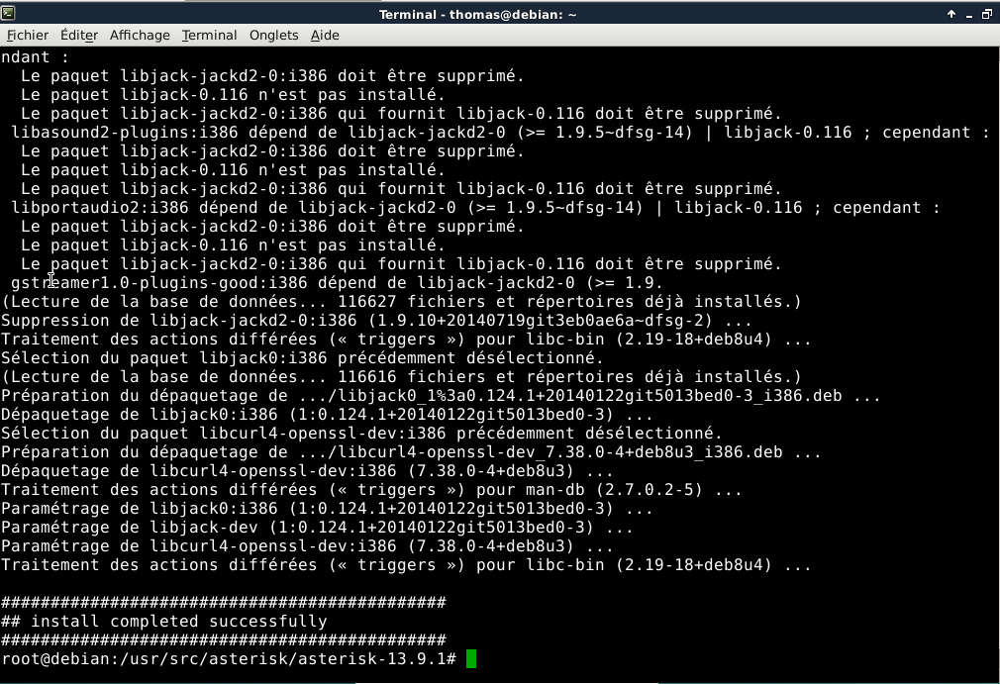 Terminal - thomas@debian: ~
Fichier Éditer Affichage Terminal Onglets Aide
ndant :
  Le paquet libjack-jackd2-0:i386 doit être supprimé.
  Le paquet libjack-0.116 n'est pas installé.
  Le paquet libjack-jackd2-0:i386 qui fournit libjack-0.116 doit être supprimé.
 libasound2-plugins:i386 dépend de libjack-jackd2-0 (>= 1.9.5~dfsg-14) | libjack-0.116 ; cependant :
  Le paquet libjack-jackd2-0:i386 doit être supprimé.
  Le paquet libjack-0.116 n'est pas installé.
  Le paquet libjack-jackd2-0:i386 qui fournit libjack-0.116 doit être supprimé.
 libportaudio2:i386 dépend de libjack-jackd2-0 (>= 1.9.5~dfsg-14) | libjack-0.116 ; cependant :
  Le paquet libjack-jackd2-0:i386 doit être supprimé.
  Le paquet libjack-0.116 n'est pas installé.
  Le paquet libjack-jackd2-0:i386 qui fournit libjack-0.116 doit être supprimé.
 gstreamer1.0-plugins-good:i386 dépend de libjack-jackd2-0 (>= 1.9.
(Lecture de la base de données... 116627 fichiers et répertoires déjà installés.)
Suppression de libjack-jackd2-0:i386 (1.9.10+20140719git3eb0ae6a~dfsg-2) ...
Traitement des actions différées (« triggers ») pour libc-bin (2.19-18+deb8u4) ...
Sélection du paquet libjack0:i386 précédemment désélectionné.
(Lecture de la base de données... 116616 fichiers et répertoires déjà installés.)
Préparation du dépaquetage de .../libjack0_1%3a0.124.1+20140122git5013bed0-3_i386.deb ...
Dépaquetage de libjack0:i386 (1:0.124.1+20140122git5013bed0-3) ...
Sélection du paquet libcurl4-openssl-dev:i386 précédemment désélectionné.
Préparation du dépaquetage de .../libcurl4-openssl-dev_7.38.0-4+deb8u3_i386.deb ...
Dépaquetage de libcurl4-openssl-dev:i386 (7.38.0-4+deb8u3) ...
Traitement des actions différées (« triggers ») pour man-db (2.7.0.2-5) ...
Paramétrage de libjack0:i386 (1:0.124.1+20140122git5013bed0-3) ...
Paramétrage de libjack-dev (1:0.124.1+20140122git5013bed0-3) ...
Paramétrage de libcurl4-openssl-dev:i386 (7.38.0-4+deb8u3) ...
Traitement des actions différées (« triggers ») pour libc-bin (2.19-18+deb8u4) ...
#############################################
## install completed successfully
#############################################
root@debian:/usr/src/asterisk/asterisk-13.9.1#